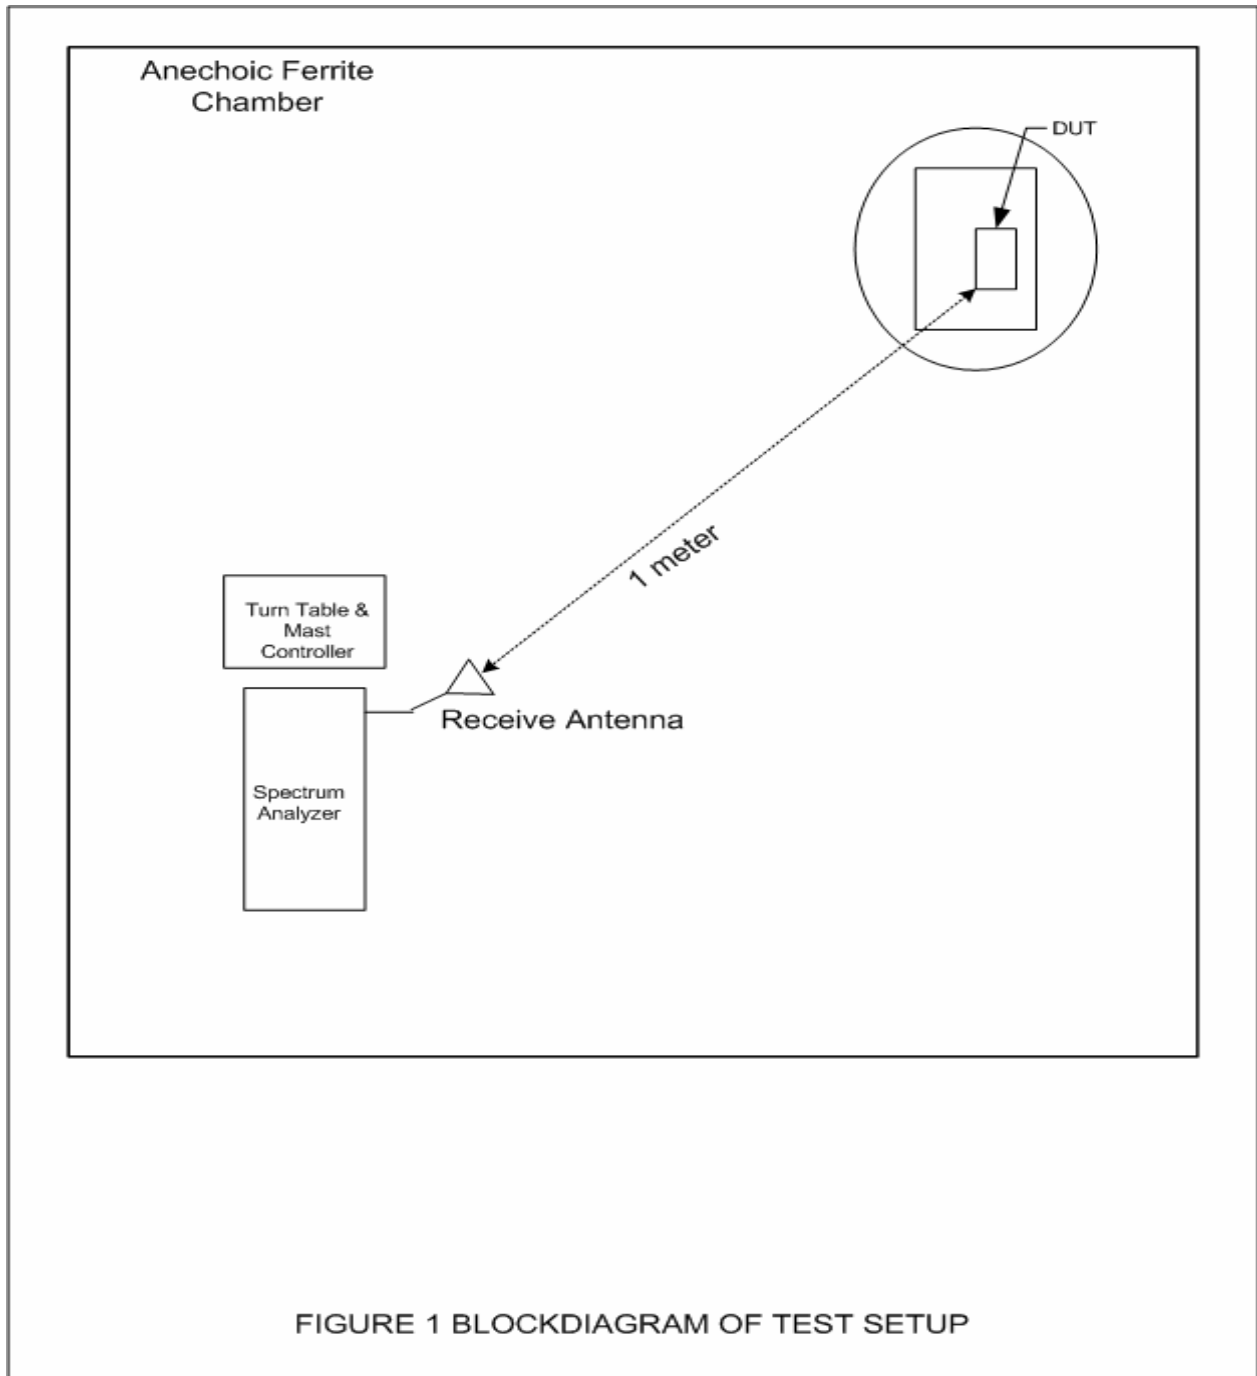 Anechoic Ferrite
Chamber
DUT
1 meter
Turn Table &
Mast
Controller
Receive Antenna
Spectrum
Analyzer
FIGURE 1 BLOCKDIAGRAM OF TEST SETUP